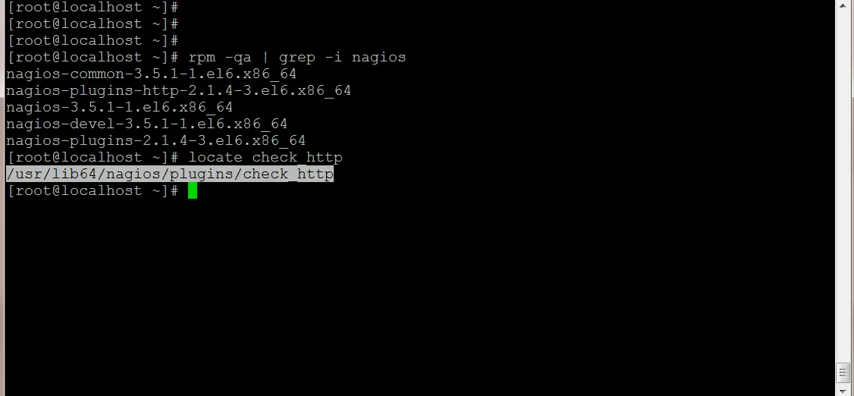 [root@localhost ~]#
[root@localhost ~]#
[root@localhost ~]#
[root@localhost ~]# rpm -qa | grep -i nagios
nagios-common-3.5.1-1.el6.x86_64
nagios-plugins-http-2.1.4-3.el6.x86_64
nagios-3.5.1-1.el6.x86_64
nagios-devel-3.5.1-1.el6.x86_64
nagios-plugins-2.1.4-3.el6.x86_64
[root@localhost ~]# locate check_http
/usr/lib64/nagios/plugins/check_http
[root@localhost ~]#